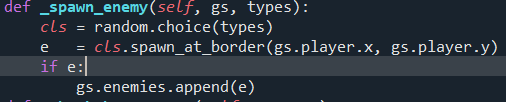 def _spawn_enemy(self, gs, types):
cls = random.choice(types)
e = cls.spawn_at_border(gs.player.x, gs.player.y)
if e:
gs.enemies.append(e)